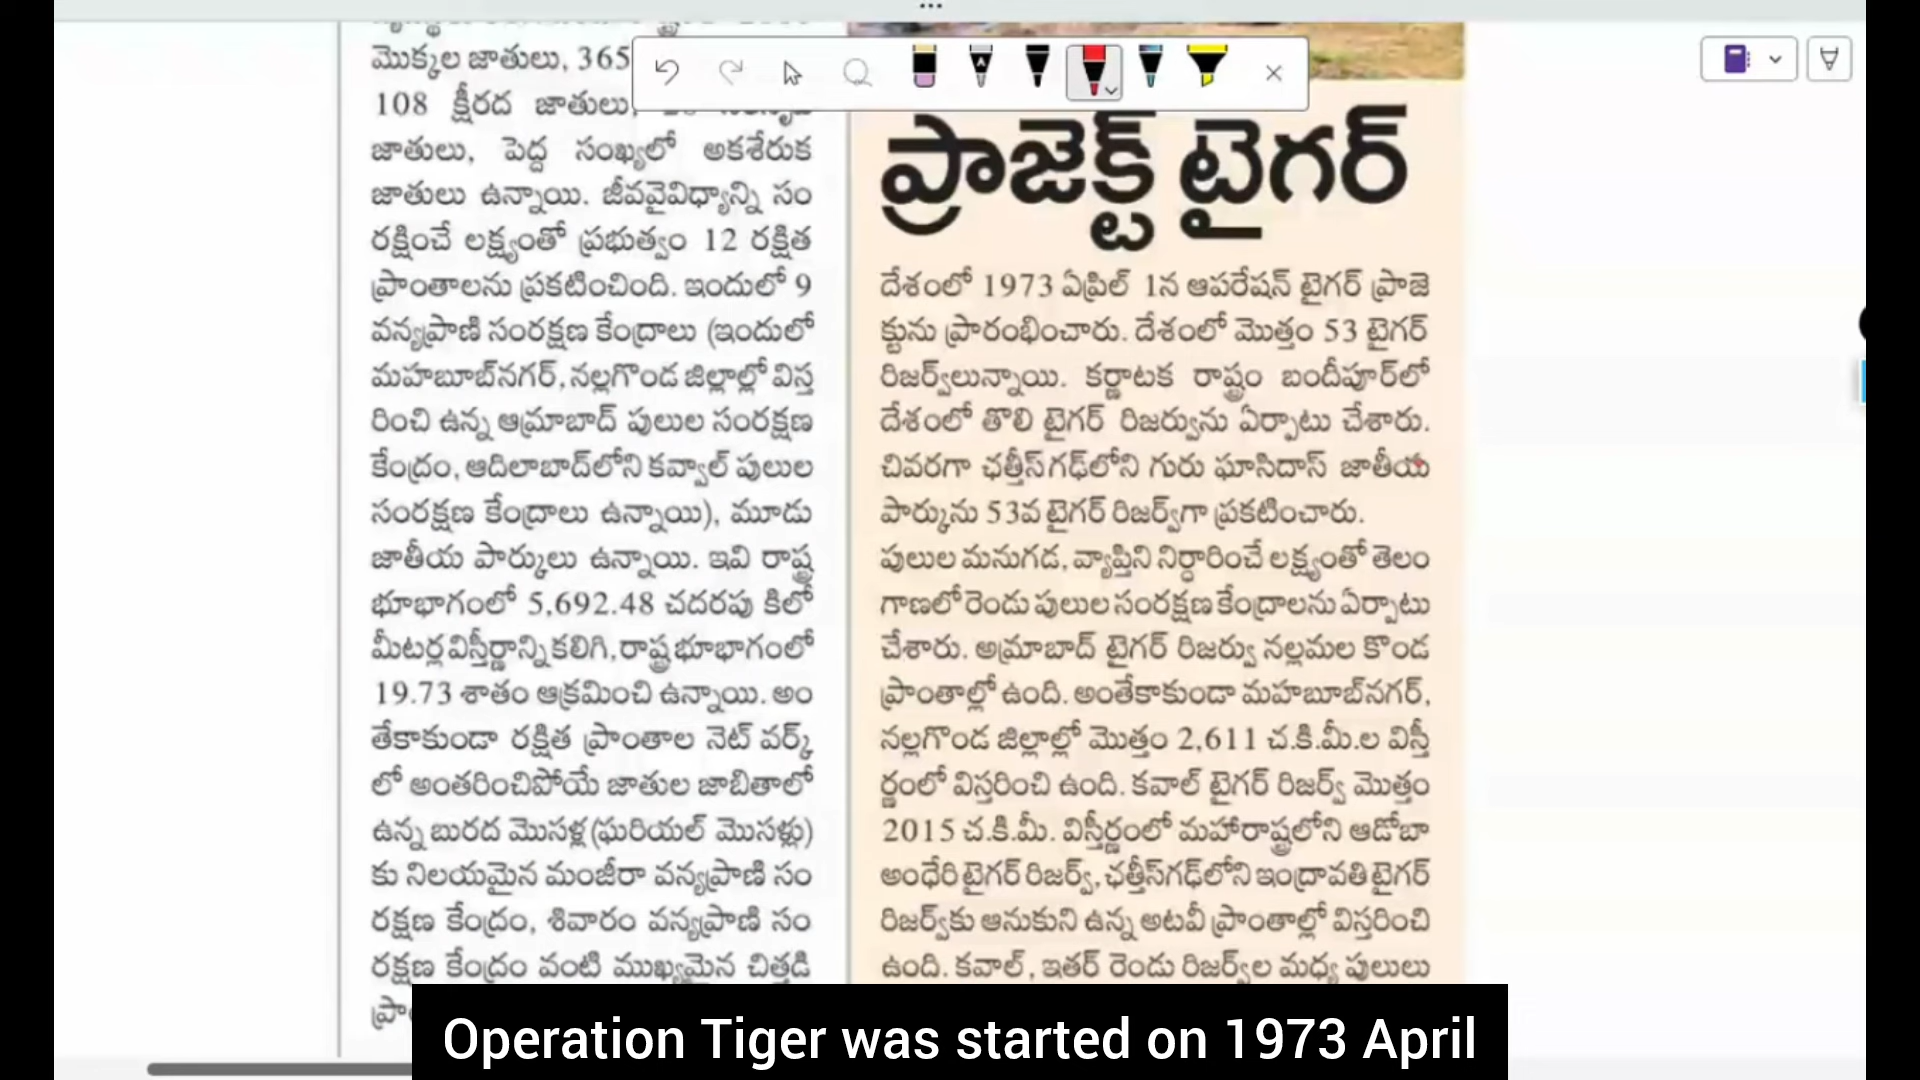 మొక్కల జాతులు, 365
108 క్షీరద జాతులు,
జాతులు, పెద్ద సంఖ్యలో అకశేరుక
జాతులు ఉన్నాయి. జీవవైవిధ్యాన్ని సం
రక్షించే లక్ష్యంతో ప్రభుత్వం 12 రక్షిత
ప్రాంతాలను ప్రకటించింది. ఇందులో 9
వన్యప్రాణి సంరక్షణ కేంద్రాలు (ఇందులో
మహబూబ్‌నగర్, నల్లగొండ జిల్లాల్లో విస్త
రించి ఉన్న ఆమ్రాబాద్ పులుల సంరక్షణ
కేంద్రం, ఆదిలాబాద్‌లోని కవ్వాల్ పులుల
సంరక్షణ కేంద్రాలు ఉన్నాయి), మూడు
జాతీయ పార్కులు ఉన్నాయి. ఇవి రాష్ట్ర
భూభాగంలో 5,692.48 చదరపు కిలో
మీటర్ల విస్తీర్ణాన్ని కలిగి, రాష్ట్ర భూభాగంలో
19.73 శాతం ఆక్రమించి ఉన్నాయి. అం
తేకాకుండా రక్షిత ప్రాంతాల నెట్ వర్క్
లో అంతరించిపోయే జాతుల జాబితాలో
ఉన్న బురద మొసళ్ల (ఘరియల్ మొసళ్లు)
కు నిలయమైన మంజీరా వన్యప్రాణి సం
రక్షణ కేంద్రం, శివారం వన్యప్రాణి సం
రక్షణ కేంద్రం వంటి ముఖ్యమైన చిత్తడి
ప్రాజెక్ట్ టైగర్
దేశంలో 1973 ఏప్రిల్ 1న ఆపరేషన్ టైగర్ ప్రాజె
క్టును ప్రారంభించారు. దేశంలో మొత్తం 53 టైగర్
రిజర్వ్‌లున్నాయి. కర్ణాటక రాష్ట్రం బందీపూర్‌లో
దేశంలో తొలి టైగర్ రిజర్వును ఏర్పాటు చేశారు.
చివరగా ఛత్తీస్‌గఢ్‌లోని గురు ఘాసిదాస్ జాతీయ
పార్కును 53వ టైగర్ రిజర్వ్‌గా ప్రకటించారు.
పులుల మనుగడ, వ్యాప్తిని నిర్ధారించే లక్ష్యంతో తెలం
గాణలో రెండు పులుల సంరక్షణ కేంద్రాలను ఏర్పాటు
చేశారు. అమ్రాబాద్ టైగర్ రిజర్వు నల్లమల కొండ
ప్రాంతాల్లో ఉంది. అంతేకాకుండా మహబూబ్‌నగర్,
నల్లగొండ జిల్లాల్లో మొత్తం 2,611 చ.కి.మీ.ల విస్తీ
ర్ణంలో విస్తరించి ఉంది. కవాల్ టైగర్ రిజర్వ్ మొత్తం
2015 చ.కి.మీ. విస్తీర్ణంలో మహారాష్ట్రలోని ఆడోబా
అంధేరి టైగర్ రిజర్వ్, ఛత్తీస్‌గఢ్‌లోని ఇంద్రావతి టైగర్
రిజర్వ్‌కు ఆనుకుని ఉన్న అటవీ ప్రాంతాల్లో విస్తరించి
ఉంది. కవాల్, ఇతర్ రెండు రిజర్వ్‌ల మధ్య పులులు
Operation Tiger was started on 1973 April